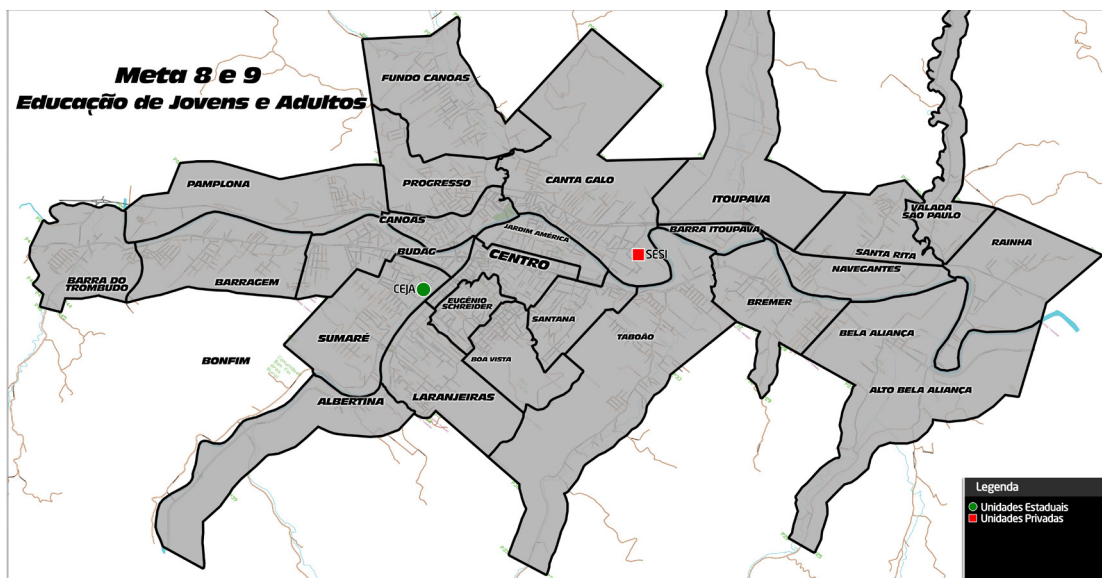 Meta 8 e 9
Educação de Jovens e Adultos
FUNDO CANOAS
PAMPLONA
PROGRESSO
CANTA GALO
ITOUPAVA
VALADA
SAO PAULO
CANOAS
JARDIM AMÉRICA
BARRA ITOUPAVA
RAINHA
BUDAG
CENTRO
SESI
SANTA RITA
NAVEGANTES
BARRA DO
TROMBUDO
BARRAGEM
CEJA
EUGÊNIO
SCHREIDER
BREMER
SANTANA
SUMARÉ
TABOÃO
BELA ALIANÇA
BONFIM
BOA VISTA
ALBERTINA
LARANJEIRAS
ALTO BELA ALIANÇA
Legenda
Unidades Estaduais
Unidades Privadas